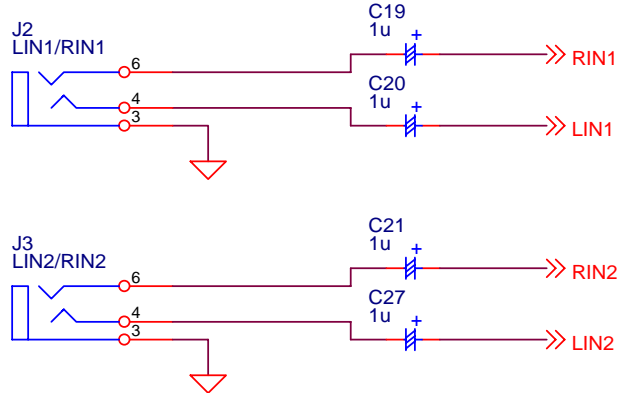 C19
1u
+
J2
LIN1/RIN1
6
RIN1
C20
1u
+
4
3
LIN1
C21
1u
+
J3
LIN2/RIN2
6
RIN2
C27
1u
+
4
3
LIN2